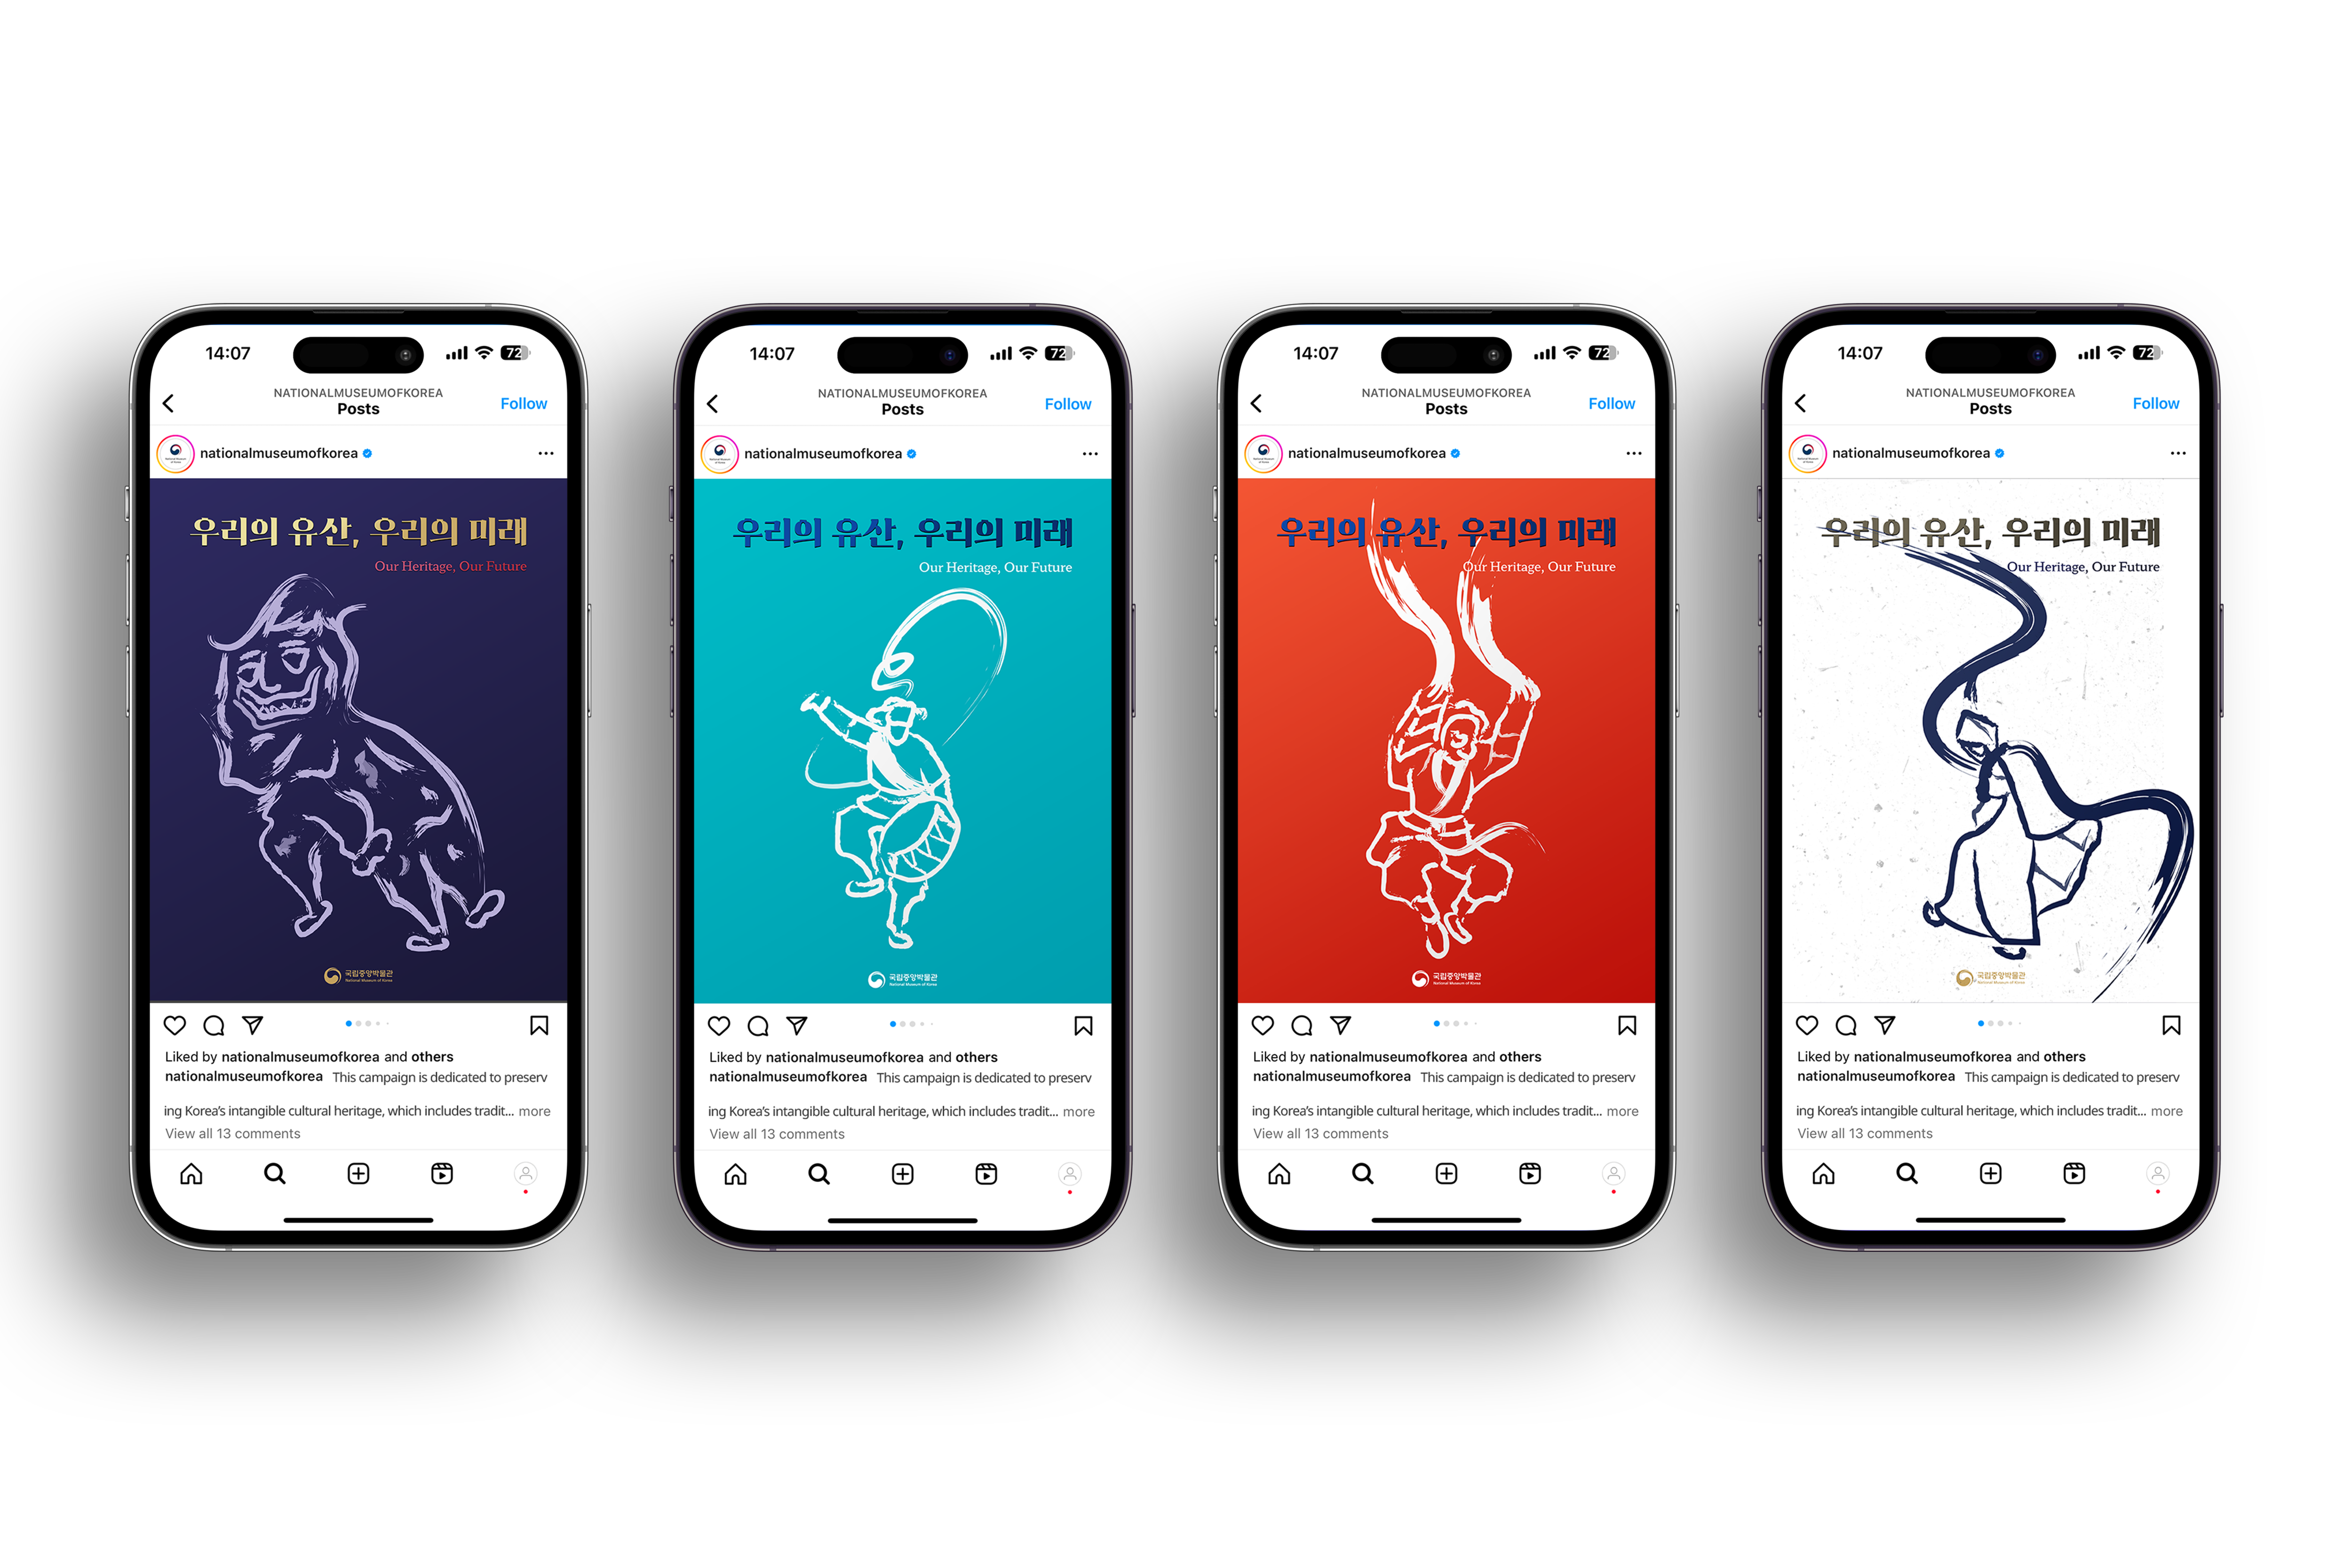 14:07
72
NATIONALMUSEUMOFKOREA
Posts
Follow
nationalmuseumofkorea
우리의 유산, 우리의 미래
Our Heritage, Our Future
국립중앙박물관
National Museum of Korea
Liked by nationalmuseumofkorea and others
nationalmuseumofkorea This campaign is dedicated to preserv
ing Korea's intangible cultural heritage, which includes tradit... more
View all 13 comments
14:07
72
NATIONALMUSEUMOFKOREA
Posts
Follow
nationalmuseumofkorea
우리의 유산, 우리의 미래
Our Heritage, Our Future
국립중앙박물관
National Museum of Korea
Liked by nationalmuseumofkorea and others
nationalmuseumofkorea This campaign is dedicated to preserv
ing Korea's intangible cultural heritage, which includes tradit... more
View all 13 comments
14:07
72
NATIONALMUSEUMOFKOREA
Posts
Follow
nationalmuseumofkorea
우리의 유산, 우리의 미래
Our Heritage, Our Future
국립중앙박물관
National Museum of Korea
Liked by nationalmuseumofkorea and others
nationalmuseumofkorea This campaign is dedicated to preserv
ing Korea's intangible cultural heritage, which includes tradit... more
View all 13 comments
14:07
72
NATIONALMUSEUMOFKOREA
Posts
Follow
nationalmuseumofkorea
우리의 유산, 우리의 미래
Our Heritage, Our Future
국립중앙박물관
National Museum of Korea
Liked by nationalmuseumofkorea and others
nationalmuseumofkorea This campaign is dedicated to preserv
ing Korea's intangible cultural heritage, which includes tradit... more
View all 13 comments